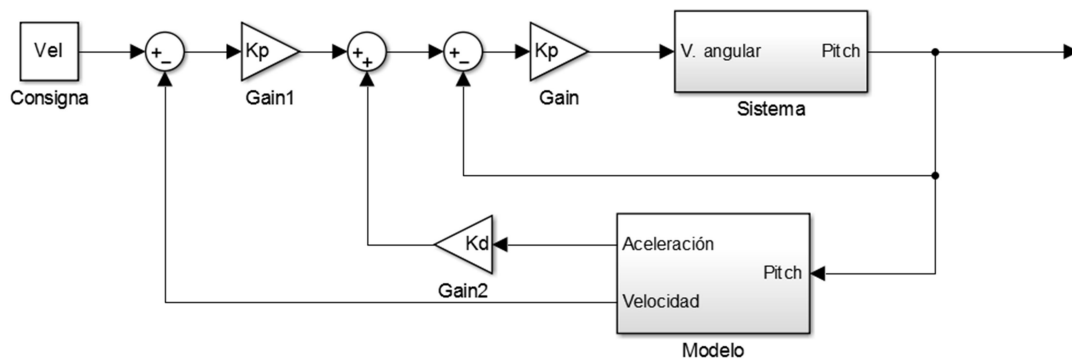 Vel
Consigna
+
−
Kp
Gain1
+
+
+
−
Kp
Gain
V. angular
Pitch
Sistema
Kd
Gain2
Aceleración
Pitch
Velocidad
Modelo